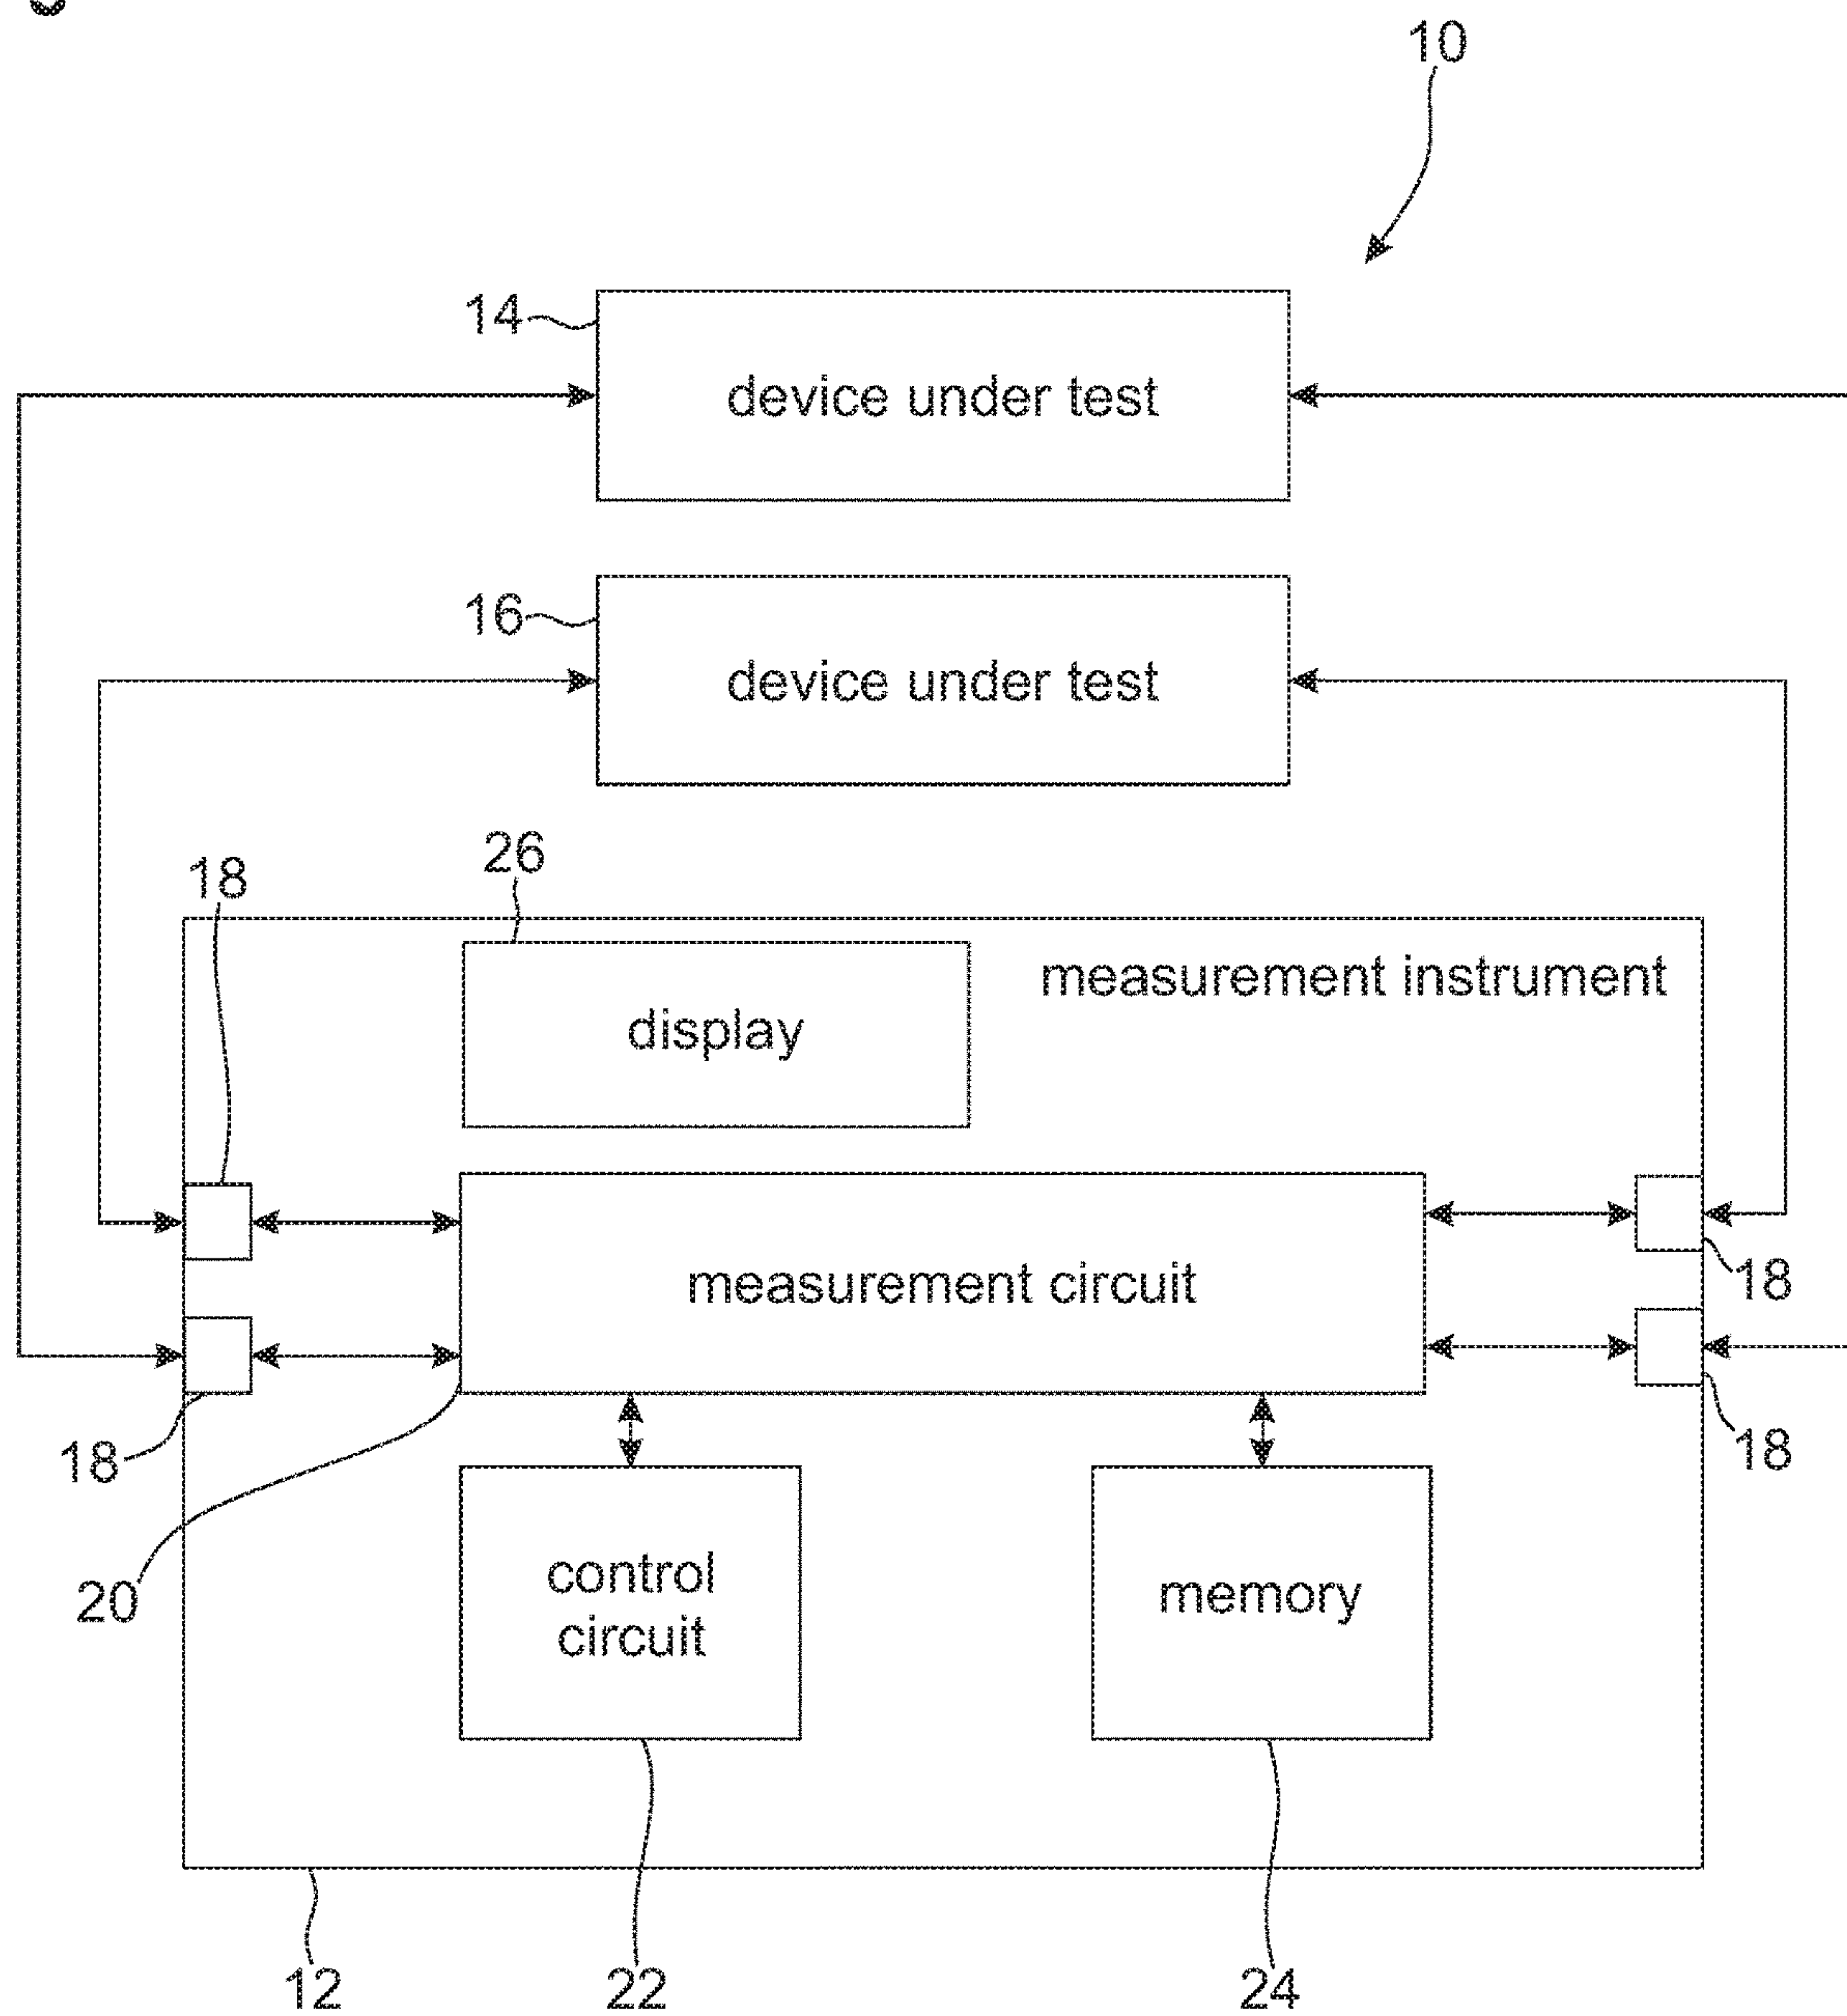 10
14
device under test
16
device under test
26
18
measurement instrument
display
measurement circuit
18
18
18
20
control
circuit
memory
12
22
24